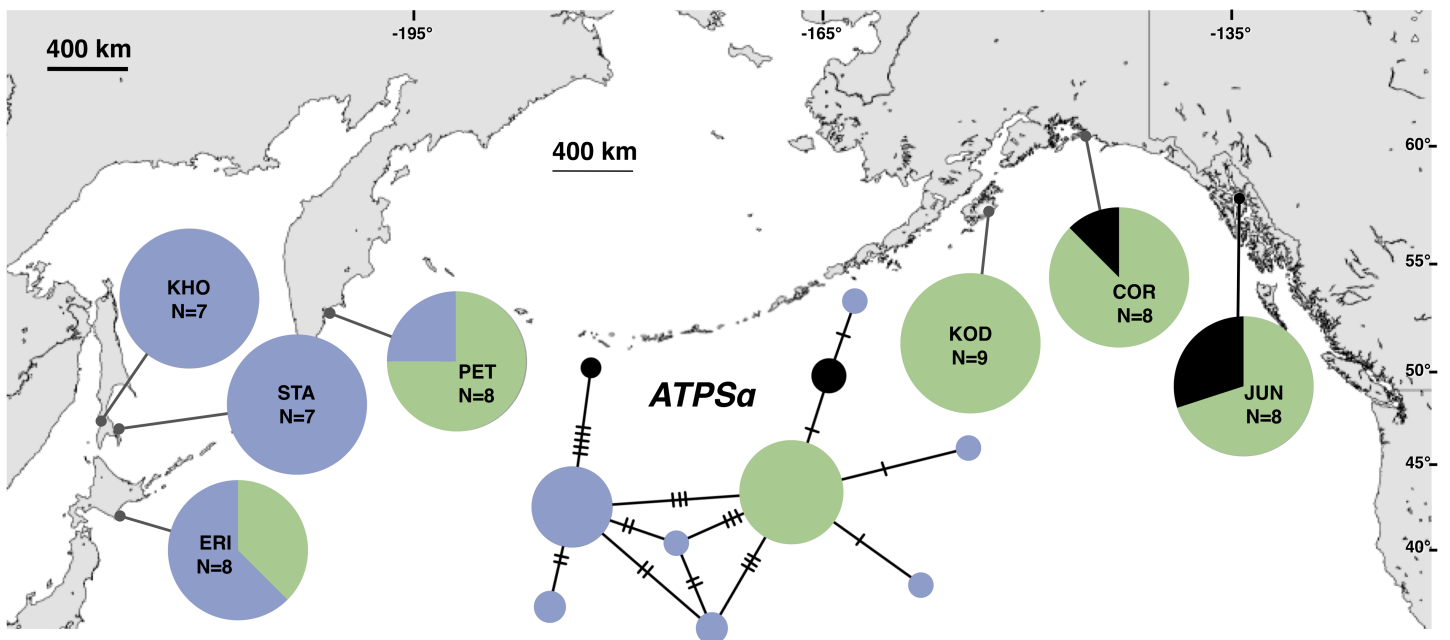 -195°
-165°
-135°
400 km
400 km
60°
55°
50°
45°
40°
KHO
N=7
STA
N=7
PET
N=8
ERI
N=8
ATPSa
KOD
N=9
COR
N=8
JUN
N=8